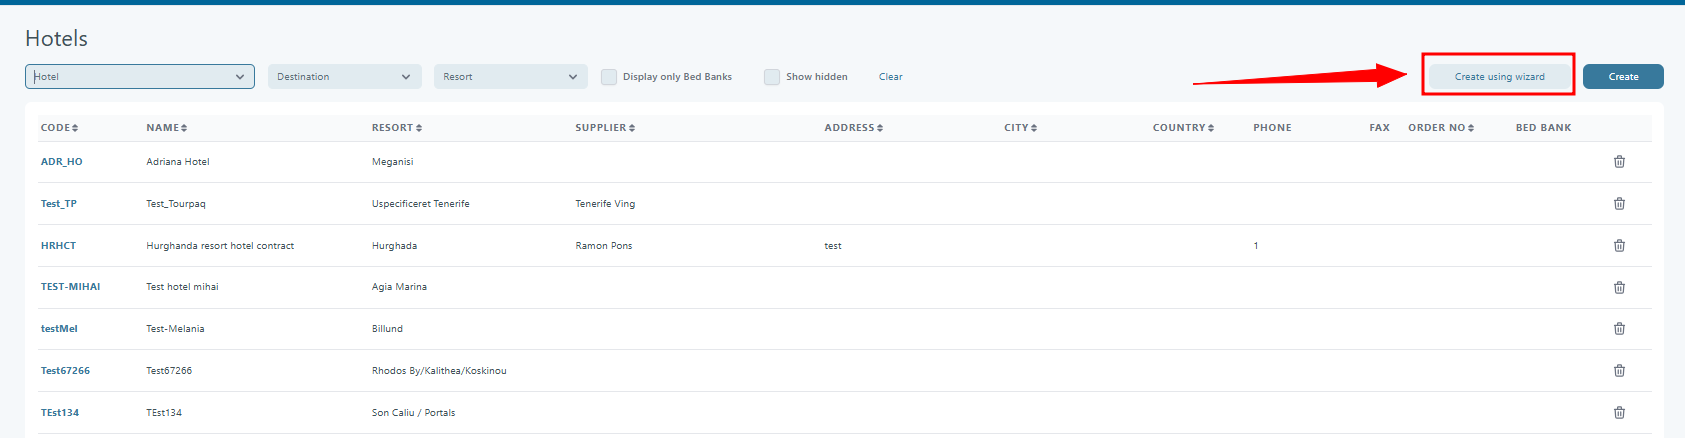 Hotels
Hotel Destination Resort Display only Bed Banks Show hidden Clear Create using wizard Create
CODE NAME RESORT SUPPLIER ADDRESS CITY COUNTRY PHONE FAX ORDER NO BED BANK
ADR_HO Adriana Hotel Meganisi
Test_TP Test_Tourpaq Uspecificeret Tenerife Tenerife Ving
HRHCT Hurghanda resort hotel contract Hurghada Ramon Pons test 1
TEST-MIHAI Test hotel mihai Agia Marina
testMel Test-Melania Billund
Test67266 Test67266 Rhodos By/Kalithea/Koskinou
TEst134 TEst134 Son Caliu / Portals